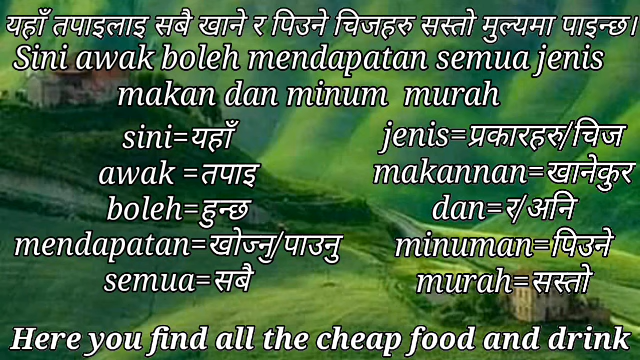 यहाँ तपाइलाइ सबै खाने र पिउने चिजहरु सस्तो मुल्यमा पाइन्छ।
Sini awak boleh mendapatan semua jenis
makan dan minum murah
sini=यहाँ
awak =तपाइ
boleh=हुन्छ
mendapatan=खोज्नु/पाउनु
semua=सबै
jenis=प्रकारहरु/चिज
makannan=खानेकुर
dan=र/अनि
minuman=पिउने
murah=सस्तो
Here you find all the cheap food and drink